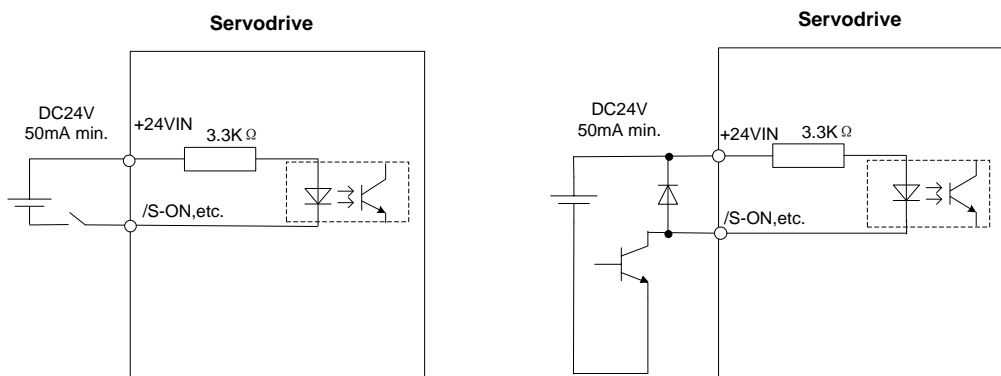 Servodrive
DC24V
50mA min.
+24VIN
3.3KΩ
/S-ON,etc.
Servodrive
DC24V
50mA min.
+24VIN
3.3KΩ
/S-ON,etc.